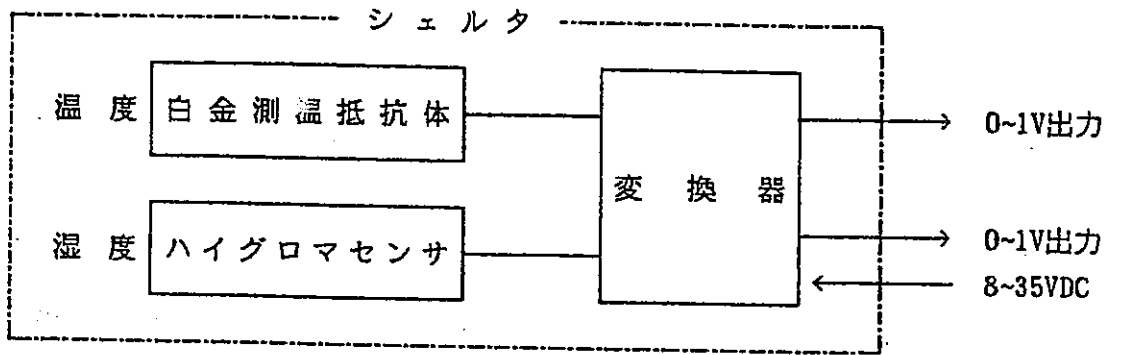 シェルタ
温度 白金測温抵抗体
0~1V出力
変換器
湿度 ハイグロマセンサ
0~1V出力
8~35VDC